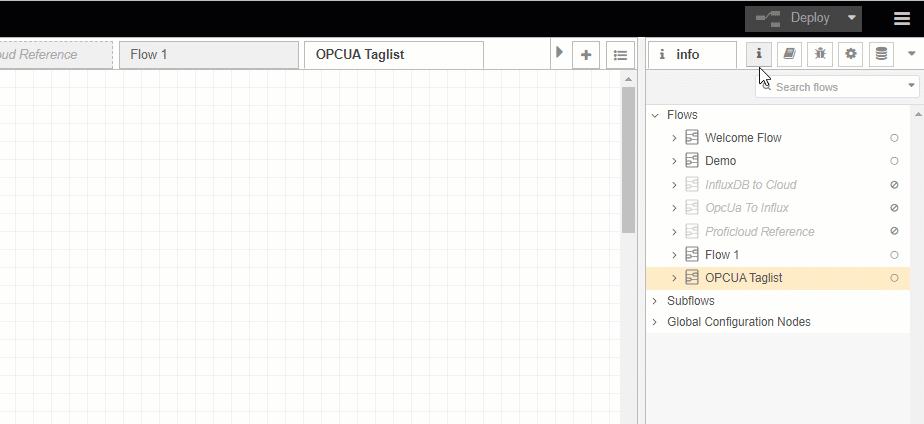 Deploy
oud Reference
Flow 1
OPCUA Taglist
i info
Search flows
Flows
Welcome Flow
Demo
InfluxDB to Cloud
OpcUa To Influx
Proficloud Reference
Flow 1
OPCUA Taglist
Subflows
Global Configuration Nodes